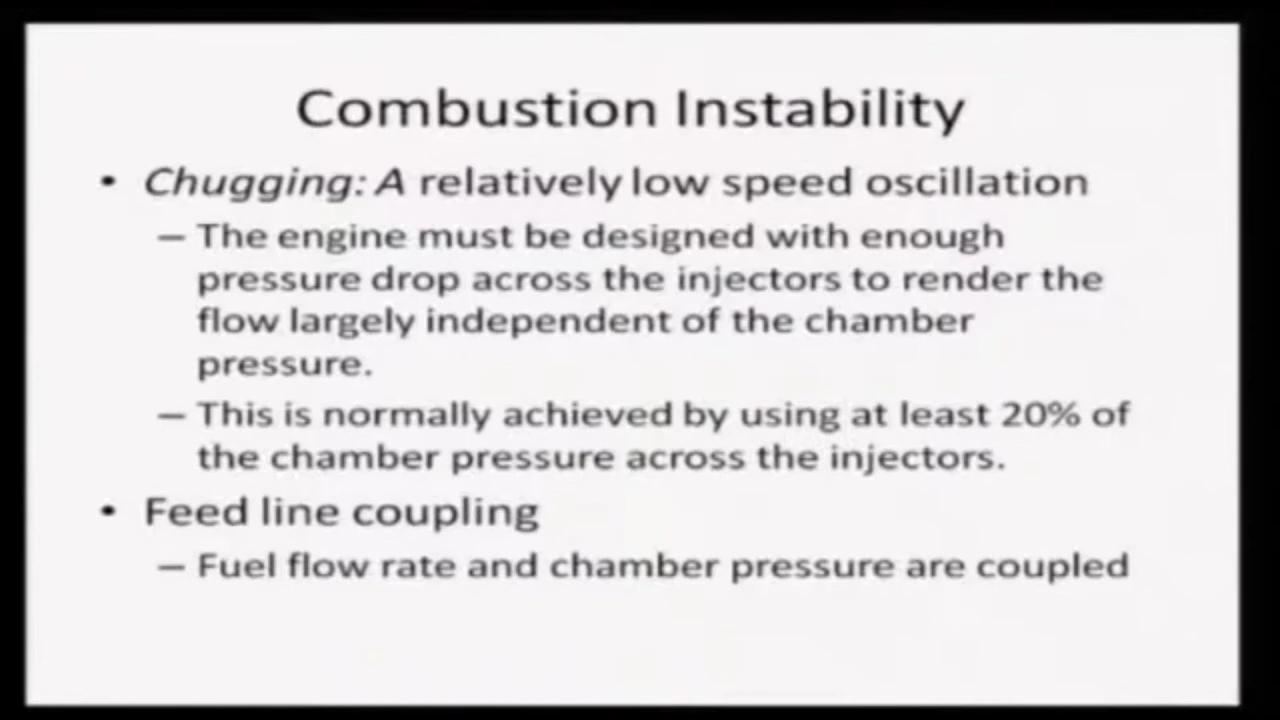 Combustion Instability
• Chugging: A relatively low speed oscillation
– The engine must be designed with enough
pressure drop across the injectors to render the
flow largely independent of the chamber
pressure.
– This is normally achieved by using at least 20% of
the chamber pressure across the injectors.
• Feed line coupling
– Fuel flow rate and chamber pressure are coupled